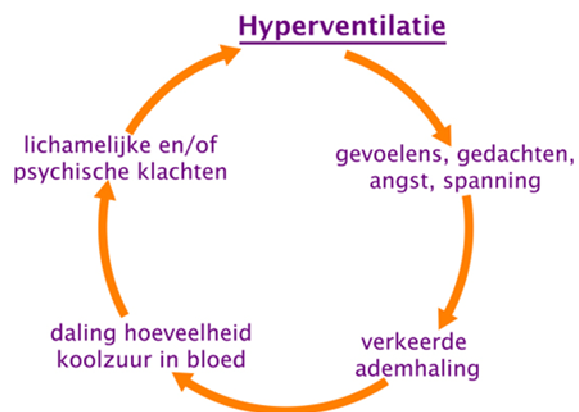 Hyperventilatie
gevoelens, gedachten,
angst, spanning
verkeerde
ademhaling
daling hoeveelheid
koolzuur in bloed
lichamelijke en/of
psychische klachten